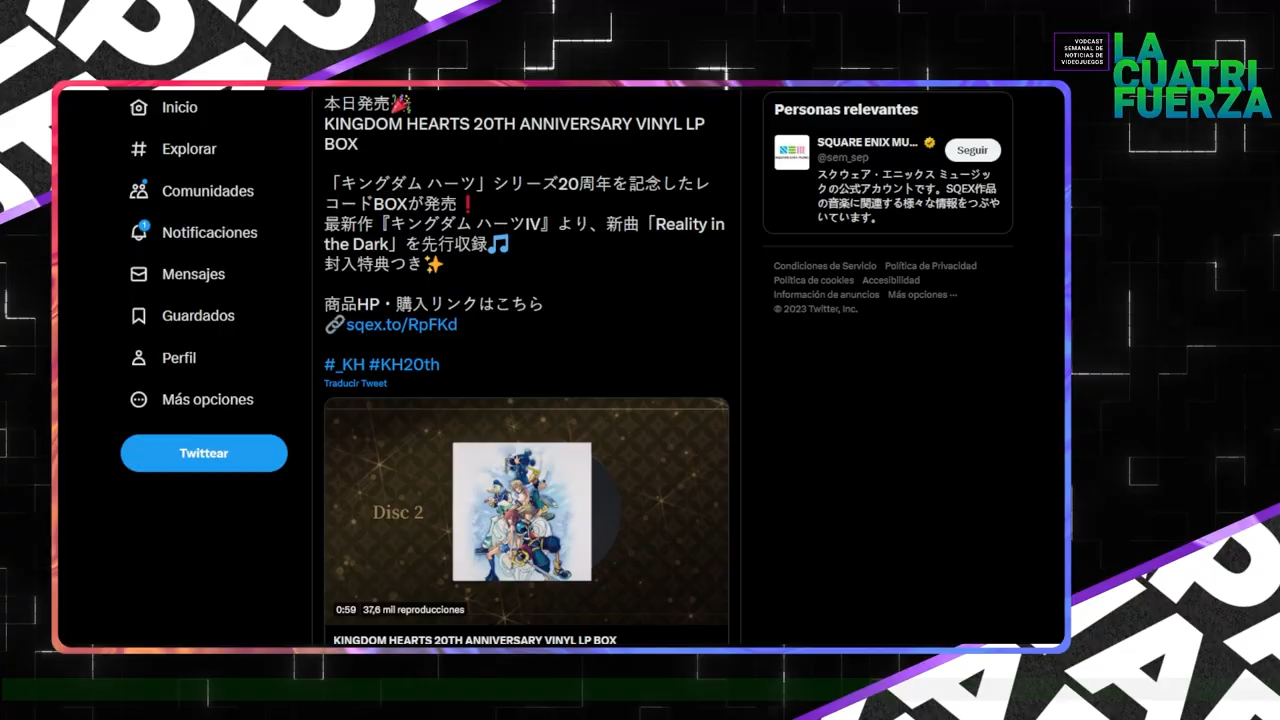 VODCAST
SEMANAL DE
NOTICIAS DE
VIDEOJUEGOS
LA
CUATRI
FUERZA
Inicio
Explorar
Comunidades
1
Notificaciones
Mensajes
Guardados
Perfil
Más opciones
Twittear
本日発売🎉
KINGDOM HEARTS 20TH ANNIVERSARY VINYL LP
BOX
「キングダム ハーツ」シリーズ20周年を記念したレ
コードBOXが発売❗
最新作『キングダム ハーツIV』より、新曲「Reality in
the Dark」を先行収録🎵
封入特典つき✨
商品HP・購入リンクはこちら
🔗sqex.to/RpFKd
#_KH #KH20th
Traducir Tweet
Disc 2
0:59 37,6 mil reproducciones
KINGDOM HEARTS 20TH ANNIVERSARY VINYL LP BOX
Personas relevantes
SQUARE ENIX MU...
@sem_sep
Seguir
スクウェア・エニックス ミュージッ
クの公式アカウントです。SQEX作品
の音楽に関連する様々な情報をつぶや
いています。
Condiciones de Servicio Política de Privacidad
Política de cookies Accesibilidad
Información de anuncios Más opciones ···
© 2023 Twitter, Inc.